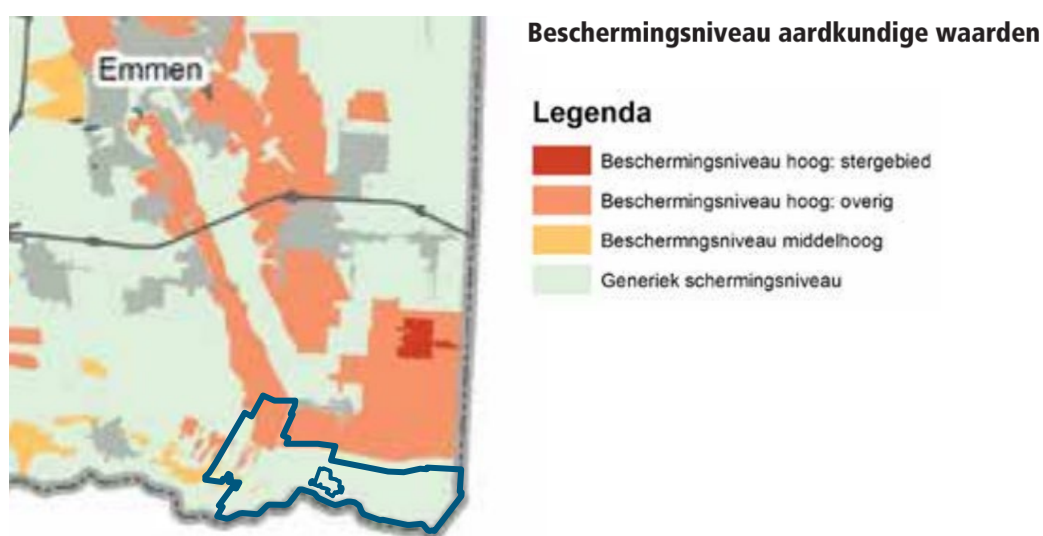 Beschermingsniveau aardkundige waarden
Emmen
Legenda
Beschermingsniveau hoog: stergebied
Beschermingsniveau hoog: overig
Beschermngsniveau middelhoog
Generiek schermingsniveau